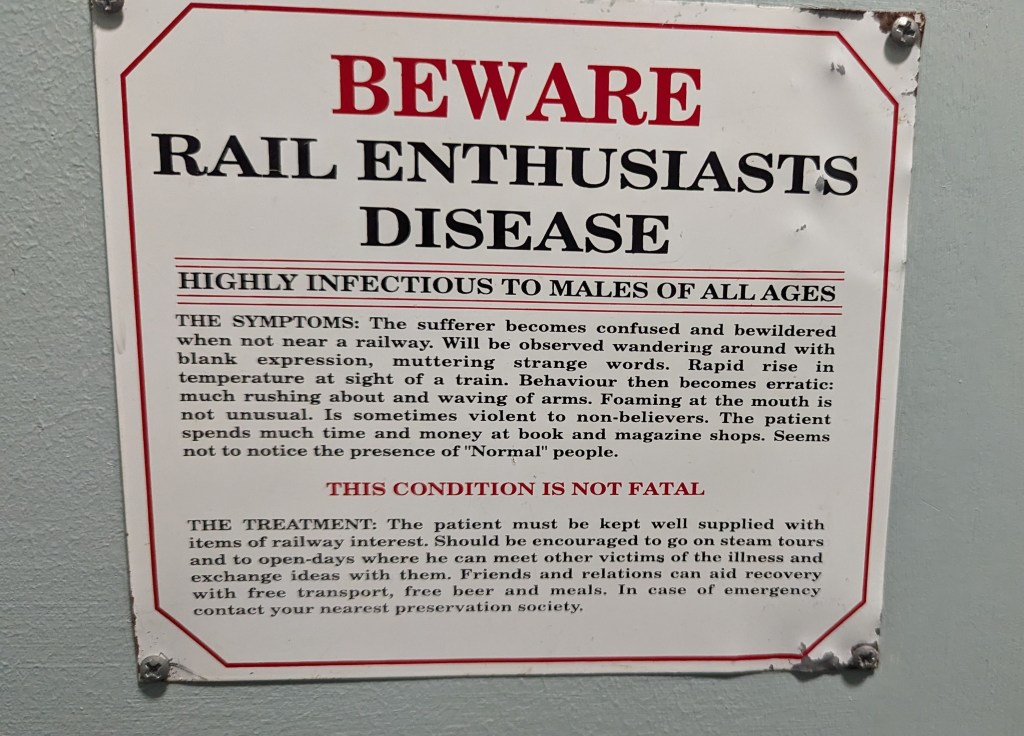 BEWARE
RAIL ENTHUSIASTS
DISEASE
HIGHLY INFECTIOUS TO MALES OF ALL AGES
THE SYMPTOMS: The sufferer becomes confused and bewildered
when not near a railway. Will be observed wandering around with
blank expression, muttering strange words. Rapid rise in
temperature at sight of a train. Behaviour then becomes erratic:
much rushing about and waving of arms. Foaming at the mouth is
not unusual. Is sometimes violent to non-believers. The patient
spends much time and money at book and magazine shops. Seems
not to notice the presence of "Normal" people.
THIS CONDITION IS NOT FATAL
THE TREATMENT: The patient must be kept well supplied with
items of railway interest. Should be encouraged to go on steam tours
and to open-days where he can meet other victims of the illness and
exchange ideas with them. Friends and relations can aid recovery
with free transport, free beer and meals. In case of emergency
contact your nearest preservation society.